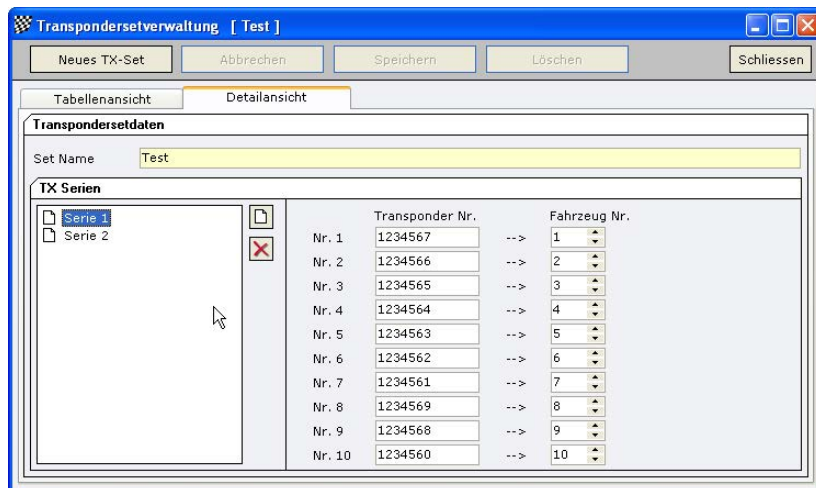 Transpondersetverwaltung [ Test ]
Neues TX-Set Abbrechen Speichern Löschen Schliessen
Tabellenansicht Detailansicht
Transpondersetdaten
Set Name Test
TX Serien
Serie 1
Serie 2
Transponder Nr. Fahrzeug Nr.
Nr. 1 1234567 --> 1
Nr. 2 1234566 --> 2
Nr. 3 1234565 --> 3
Nr. 4 1234564 --> 4
Nr. 5 1234563 --> 5
Nr. 6 1234562 --> 6
Nr. 7 1234561 --> 7
Nr. 8 1234569 --> 8
Nr. 9 1234568 --> 9
Nr. 10 1234560 --> 10